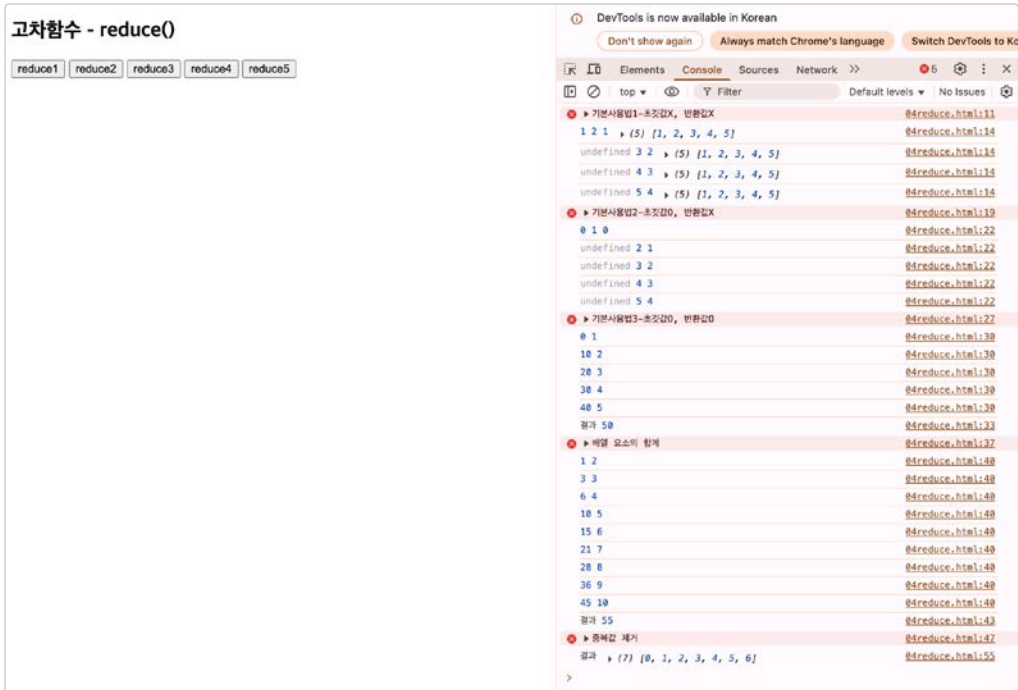 고차함수 - reduce()
reduce1 reduce2 reduce3 reduce4 reduce5
DevTools is now available in Korean
Don't show again Always match Chrome's language Switch DevTools to Ko
Elements Console Sources Network 5
top Filter Default levels No Issues
기본사용법1-초깃값X, 반환값X 04reduce.html:11
1 2 1 (5) [1, 2, 3, 4, 5] 04reduce.html:14
undefined 3 2 (5) [1, 2, 3, 4, 5] 04reduce.html:14
undefined 4 3 (5) [1, 2, 3, 4, 5] 04reduce.html:14
undefined 5 4 (5) [1, 2, 3, 4, 5] 04reduce.html:14
기본사용법2-초깃값O, 반환값X 04reduce.html:19
0 1 0 04reduce.html:22
undefined 2 1 04reduce.html:22
undefined 3 2 04reduce.html:22
undefined 4 3 04reduce.html:22
undefined 5 4 04reduce.html:22
기본사용법3-초깃값O, 반환값O 04reduce.html:27
0 1 04reduce.html:30
10 2 04reduce.html:30
20 3 04reduce.html:30
30 4 04reduce.html:30
40 5 04reduce.html:30
결과 50 04reduce.html:33
배열 요소의 합계 04reduce.html:37
1 2 04reduce.html:40
3 3 04reduce.html:40
6 4 04reduce.html:40
10 5 04reduce.html:40
15 6 04reduce.html:40
21 7 04reduce.html:40
28 8 04reduce.html:40
36 9 04reduce.html:40
45 10 04reduce.html:40
결과 55 04reduce.html:43
중복값 제거 04reduce.html:47
결과 (7) [0, 1, 2, 3, 4, 5, 6] 04reduce.html:55